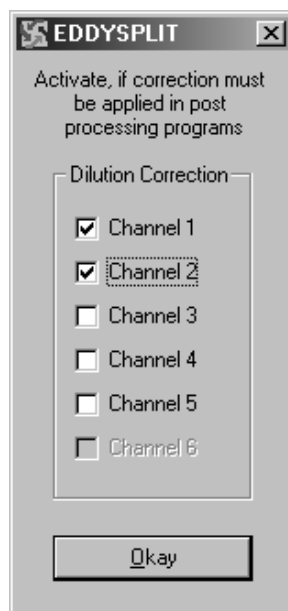 EDDYSPLIT
Activate, if correction must
be applied in post
processing programs
Dilution Correction
Channel 1
Channel 2
Channel 3
Channel 4
Channel 5
Channel 6
Okay